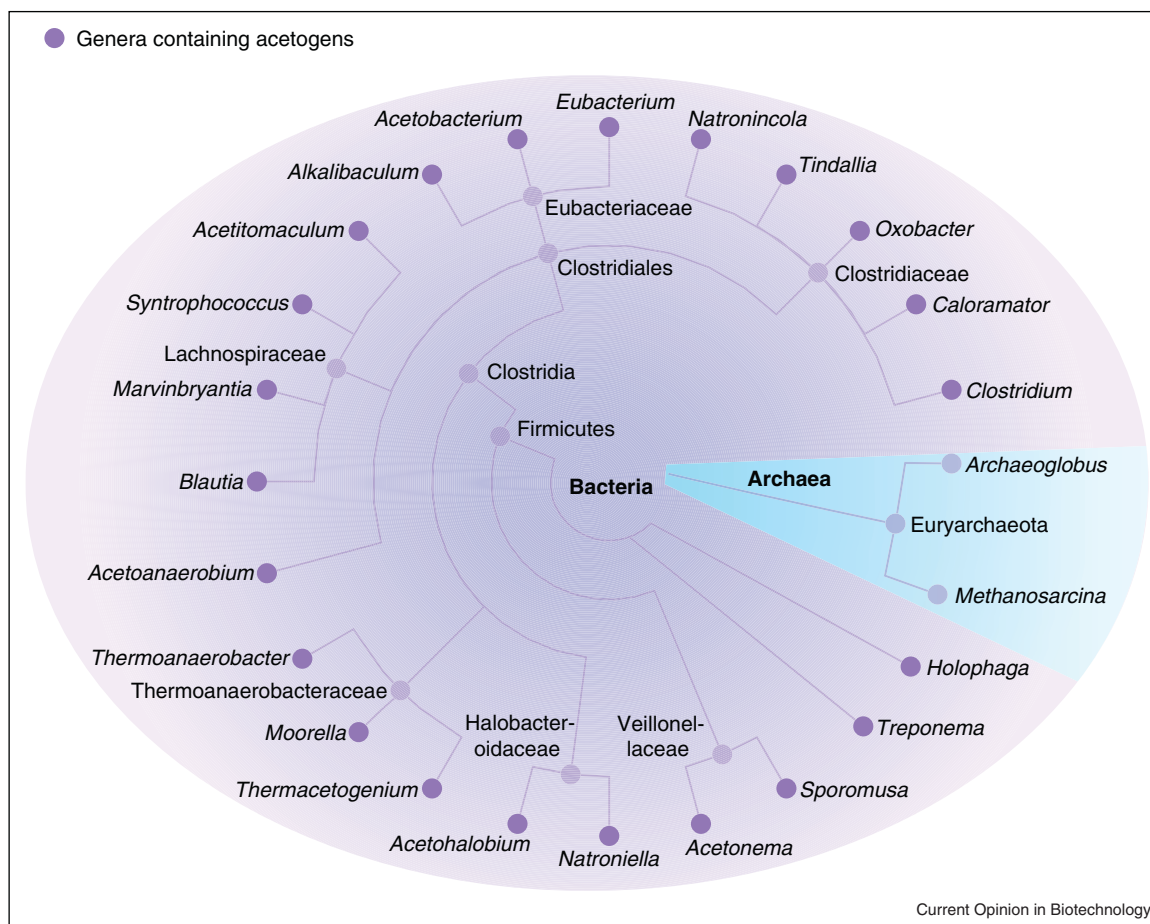 Genera containing acetogens
Eubacterium
Acetobacterium
Natronincola
Alkalibaculum
Tindallia
Eubacteriaceae
Acetitomaculum
Oxobacter
Clostridiales
Clostridiaceae
Syntrophococcus
Caloramator
Lachnospiraceae
Clostridia
Marvinbryantia
Clostridium
Firmicutes
Archaeoglobus
Blautia
Bacteria
Archaea
Euryarchaeota
Acetoanaerobium
Methanosarcina
Thermoanaerobacter
Holophaga
Thermoanaerobacteraceae
Halobacter-
oidaceae
Veillonel-
laceae
Treponema
Moorella
Thermacetogenium
Sporomusa
Acetohalobium
Natroniella
Acetonema
Current Opinion in Biotechnology